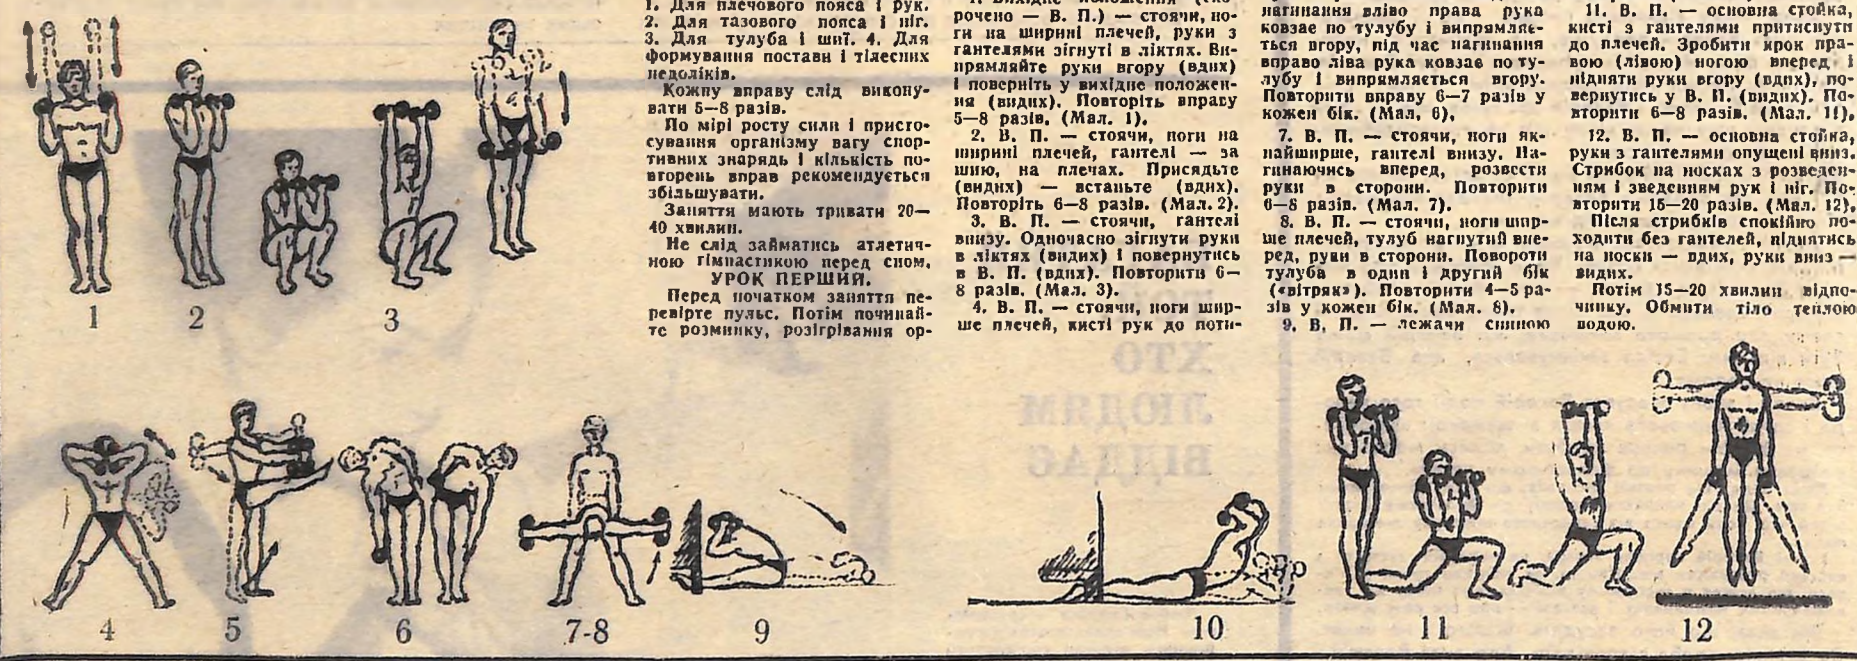 1. Для плечового пояса і рук.
2. Для тазового пояса і ніг.
3. Для тулуба і шиї. 4. Для
формування постави і тілесних
недоліків.
Кожну вправу слід викону-
вати 5—8 разів.
По мірі росту сили і присто-
сування організму вагу спор-
тивних знарядь і кількість по-
вторень вправ рекомендується
збільшувати.
Заняття мають тривати 20—
40 хвилин.
Не слід займатись атлетич-
ною гімнастикою перед сном.
УРОК ПЕРШИЙ.
Перед початком заняття пе-
ревірте пульс. Потім починай-
те розминку, розігрівання ор-
1. Вихідне положення (ско-
рочено — В. П.) — стоячи, но-
ги на ширині плечей, руки з
гантелями зігнуті в ліктях. Ви-
прямляйте руки вгору (вдих)
і поверніть у вихідне положен-
ня (видих). Повторіть вправу
5—8 разів. (Мал. 1).
2. В. П. — стоячи, ноги на
ширині плечей, гантелі — за
шию, на плечах. Присядьте
(видих) — встаньте (вдих).
Повторіть 6—8 разів. (Мал. 2).
3. В. П. — стоячи, гантелі
внизу. Одночасно зігнути руки
в ліктях (видих) і повернутись
в В. П. (вдих). Повторити 6—
8 разів. (Мал. 3).
4. В. П. — стоячи, ноги шир-
ше плечей, кисті рук до поти-
нагинання вліво права рука
ковзає по тулубу і випрямляє-
ться вгору, під час нагинання
вправо ліва рука ковзає по ту-
лубу і випрямляється вгору.
Повторити вправу 6—7 разів у
кожен бік. (Мал. 6).
7. В. П. — стоячи, ноги як-
найширше, гантелі внизу. На-
гинаючись вперед, розвести
руки в сторони. Повторити
6—8 разів. (Мал. 7).
8. В. П. — стоячи, ноги шир-
ше плечей, тулуб нагнутий впе-
ред, руки в сторони. Повороти
тулуба в один і другий бік
(«вітряк»). Повторити 4—5 ра-
зів у кожен бік. (Мал. 8).
9. В. П. — лежачи спиною
11. В. П. — основна стойка,
кисті з гантелями притиснути
до плечей. Зробити крок пра-
вою (лівою) ногою вперед і
підняти руки вгору (вдих), по-
вернутись у В. П. (видих). По-
вторити 6—8 разів. (Мал. 11).
12. В. П. — основна стойка,
руки з гантелями опущені вниз.
Стрибок на носках з розведен-
ням і зведенням рук і ніг. По-
вторити 15—20 разів. (Мал. 12).
Після стрибків спокійно по-
ходити без гантелей, піднятись
на носки — вдих, руки вниз —
видих.
Потім 15—20 хвилин відпо-
чинку. Обмити тіло теплою
водою.
1 2 3
4 5 6 7-8 9 10 11 12